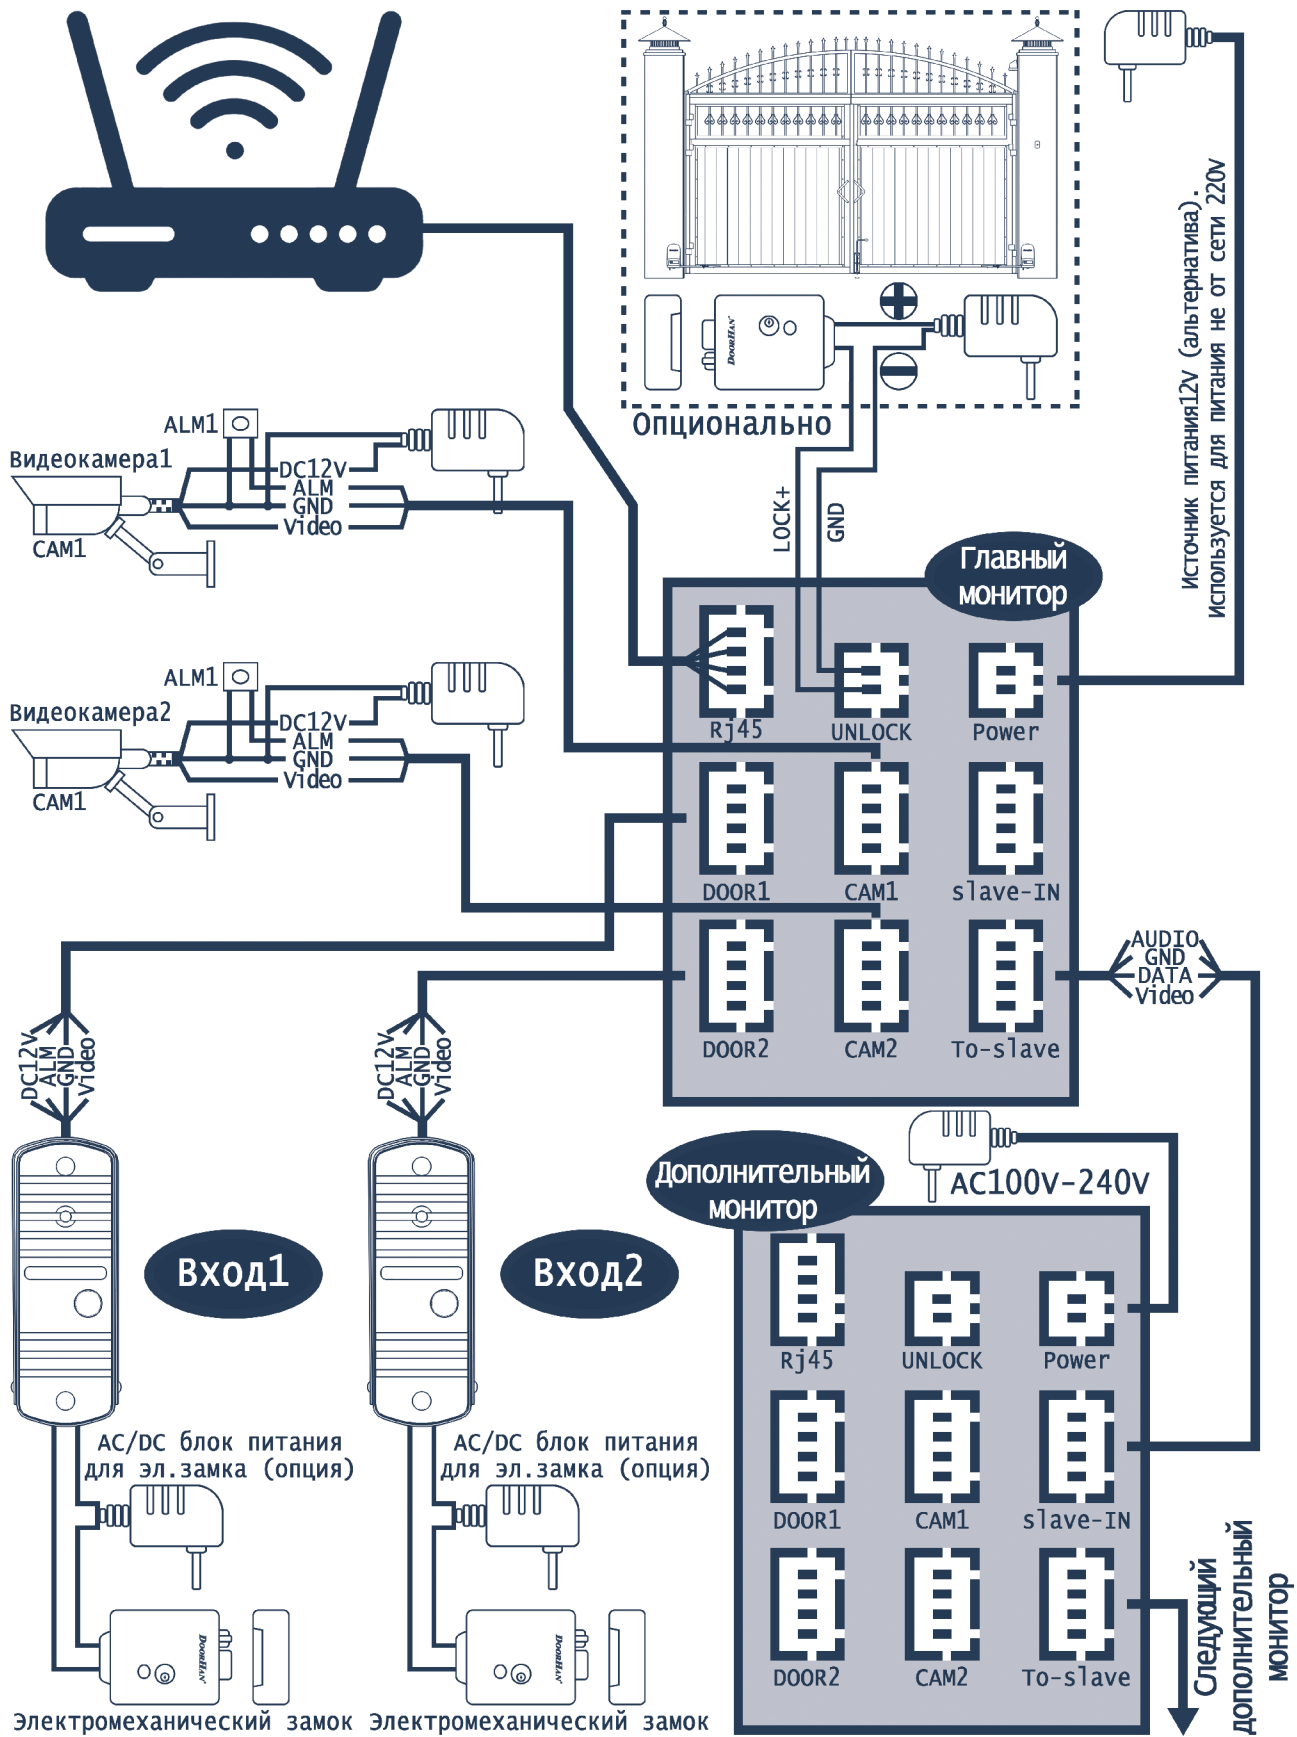 Источник питания12V (альтернатива).
используется для питания не от сети 220v
DOORHAN
Опционально
LOCK+
GND
ALM1
Видеокамера1
DC12V
ALM
GND
Video
CAM1
ALM1
Видеокамера2
DC12V
ALM
GND
Video
CAM1
Главный
монитор
Rj45
UNLOCK
Power
DOOR1
CAM1
slave-IN
DOOR2
CAM2
To-slave
AUDIO
GND
DATA
Video
DC12V
ALM
GND
Video
DC12V
ALM
GND
Video
Вход1
Вход2
AC/DC блок питания
для эл.замка (опция)
AC/DC блок питания
для эл.замка (опция)
DOORHAN
DOORHAN
Электромеханический замок
Электромеханический замок
AC100V-240V
Дополнительный
монитор
Rj45
UNLOCK
Power
DOOR1
CAM1
slave-IN
DOOR2
CAM2
To-slave
Следующий
дополнительный
монитор